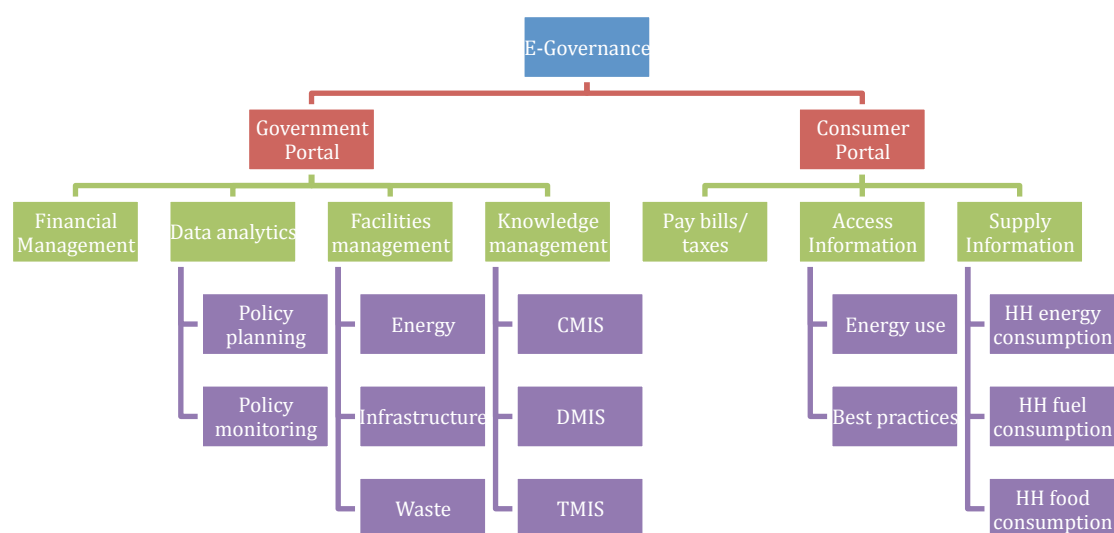 E-Governance
Government
Portal
Consumer
Portal
Financial
Management
Data analytics
Facilities
management
Knowledge
management
Pay bills/
taxes
Access
Information
Supply
Information
Policy
planning
Energy
CMIS
Energy use
HH energy
consumption
Policy
monitoring
Infrastructure
DMIS
Best practices
HH fuel
consumption
Waste
TMIS
HH food
consumption